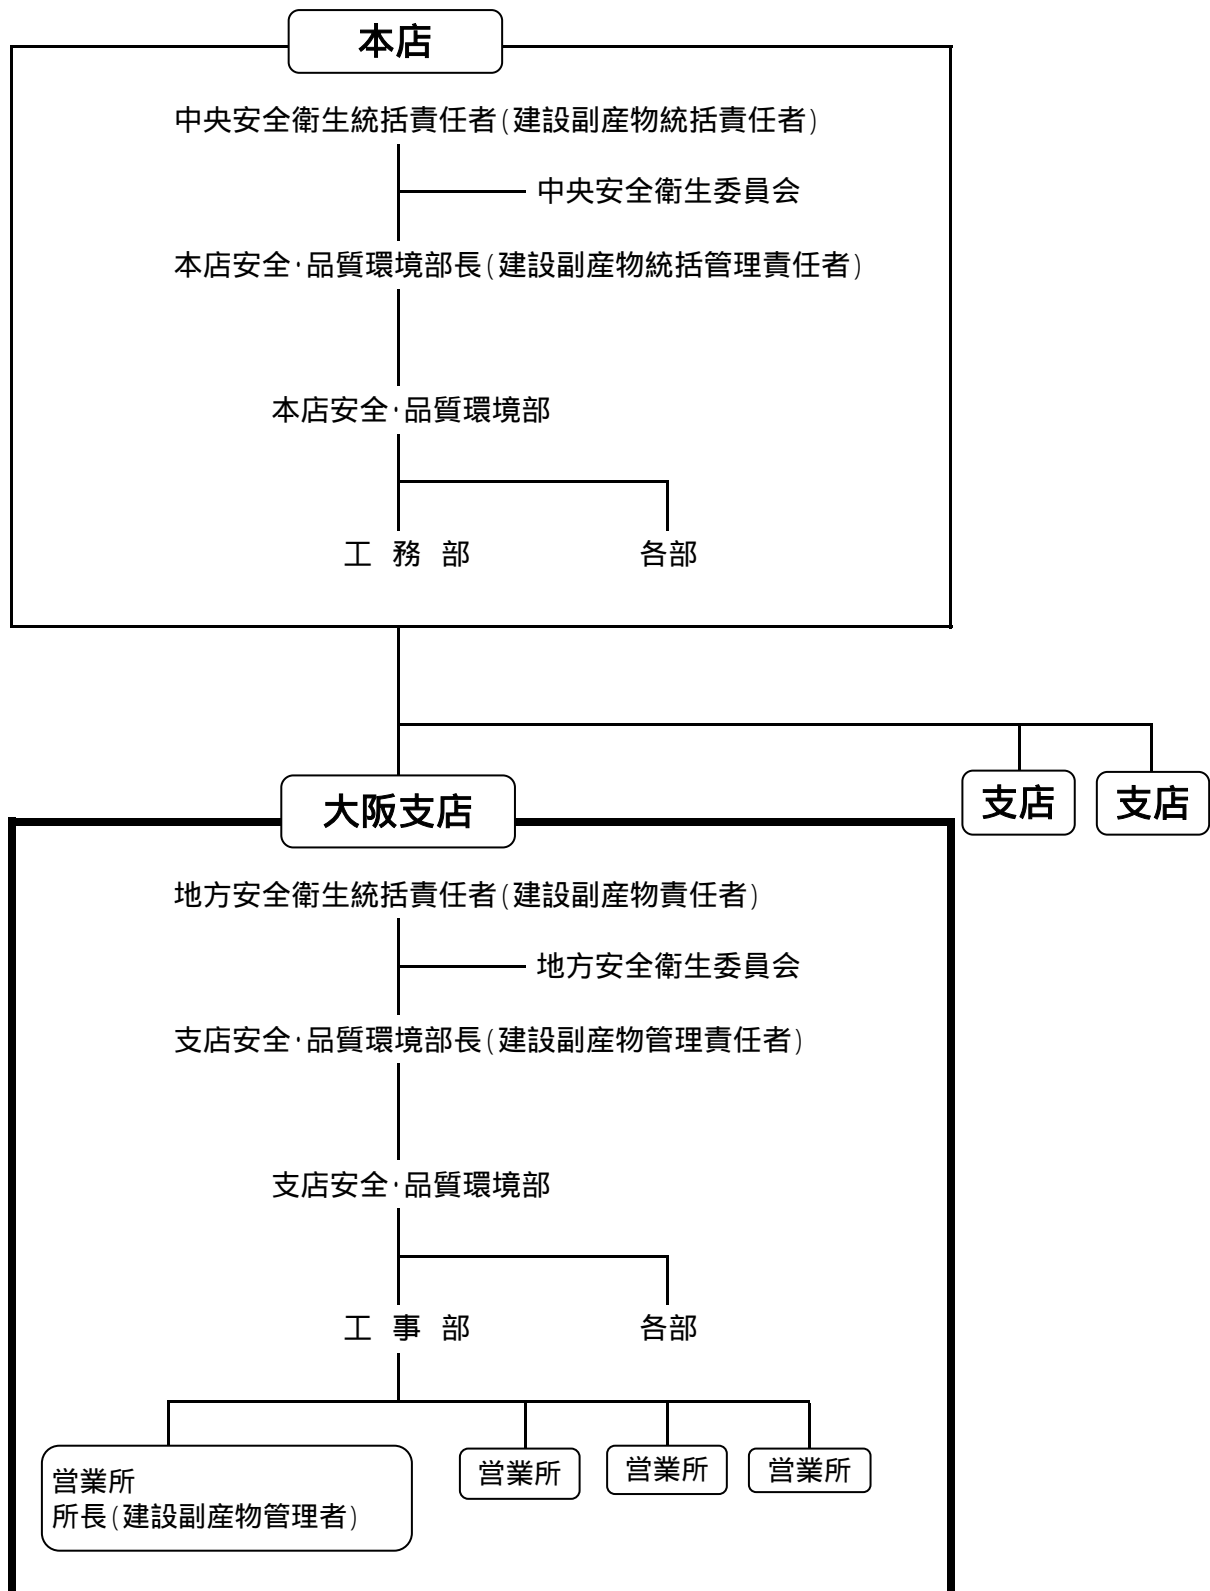 本店
中央安全衛生統括責任者(建設副産物統括責任者)
中央安全衛生委員会
本店安全・品質環境部長(建設副産物統括管理責任者)
本店安全・品質環境部
工 務 部 各部
大阪支店 支店 支店
地方安全衛生統括責任者(建設副産物責任者)
地方安全衛生委員会
支店安全・品質環境部長(建設副産物管理責任者)
支店安全・品質環境部
工 事 部 各部
営業所
所長(建設副産物管理者)
営業所 営業所 営業所